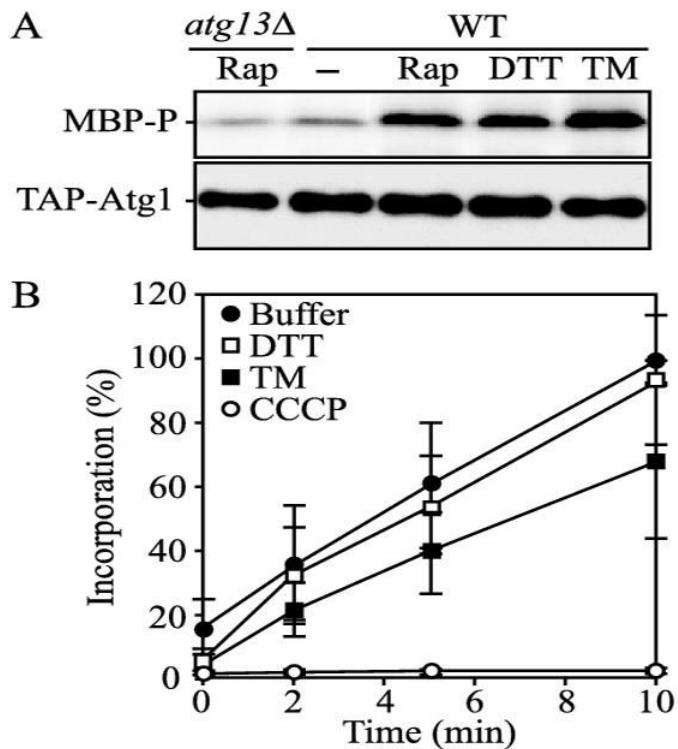 A
atg13Δ WT
Rap – Rap DTT TM
MBP-P
TAP-Atg1
B
120
100
80
60
40
20
0
Incorporation (%)
Buffer
DTT
TM
CCCP
0 2 4 6 8 10
Time (min)